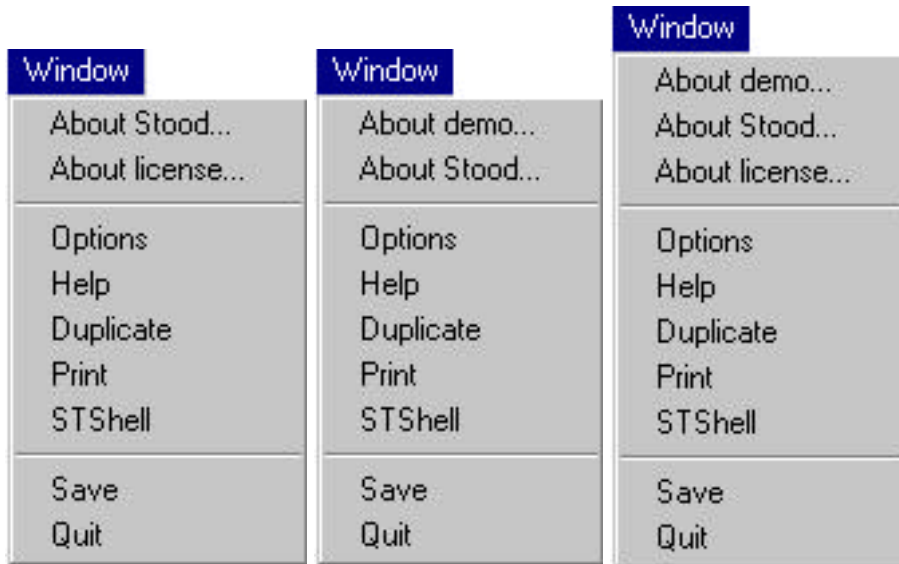 Window
About Stood...
About license...
Options
Help
Duplicate
Print
STShell
Save
Quit
Window
About demo...
About Stood...
Options
Help
Duplicate
Print
STShell
Save
Quit
Window
About demo...
About Stood...
About license...
Options
Help
Duplicate
Print
STShell
Save
Quit